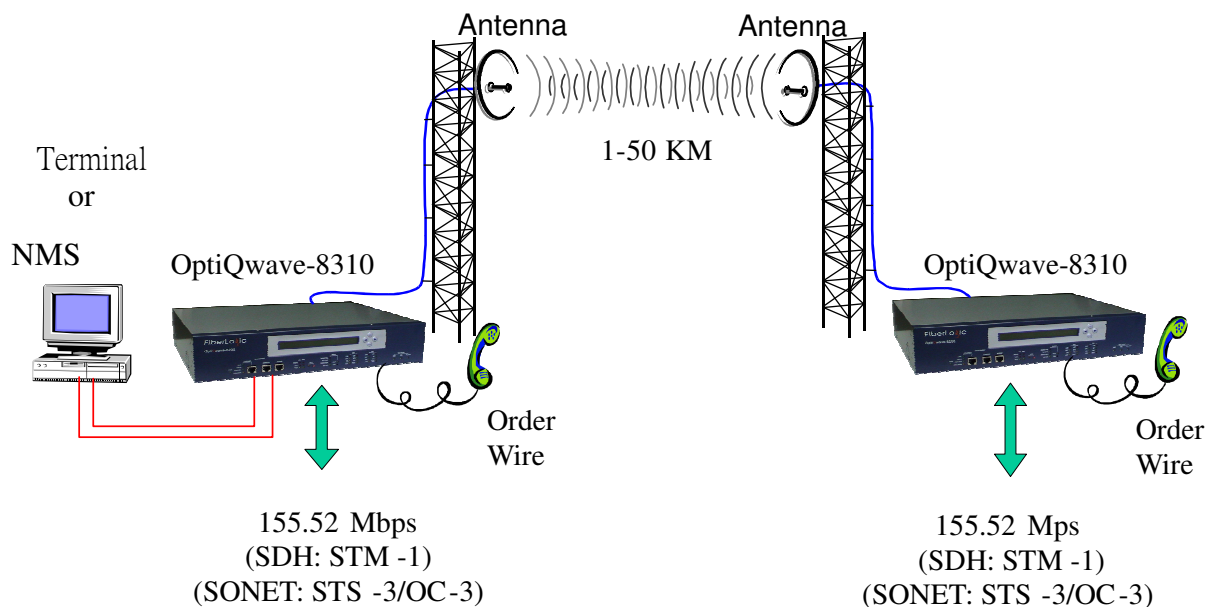 Antenna
Antenna
1-50 KM
Terminal
or
NMS
OptiQwave-8310
OptiQwave-8310
FiberLogic
FiberLogic
Order
Wire
Order
Wire
155.52 Mbps
(SDH: STM -1)
(SONET: STS -3/OC-3)
155.52 Mps
(SDH: STM -1)
(SONET: STS -3/OC-3)